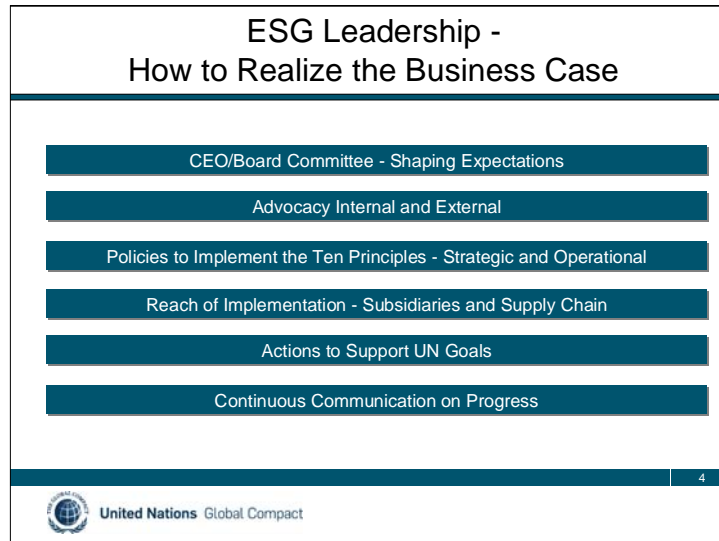 ESG Leadership -
How to Realize the Business Case
CEO/Board Committee - Shaping Expectations
Advocacy Internal and External
Policies to Implement the Ten Principles - Strategic and Operational
Reach of Implementation - Subsidiaries and Supply Chain
Actions to Support UN Goals
Continuous Communication on Progress
4
United Nations Global Compact